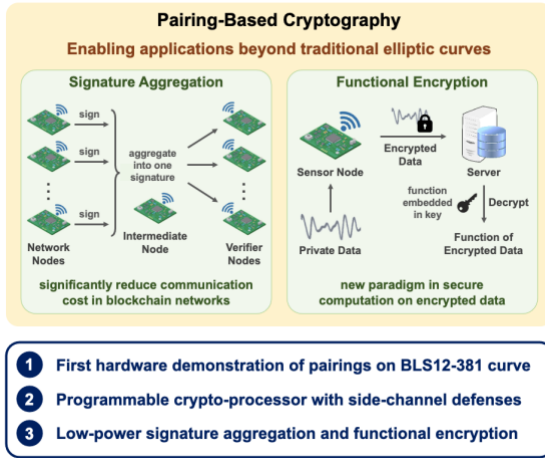 Pairing-Based Cryptography
Enabling applications beyond traditional elliptic curves
Signature Aggregation
sign
sign
sign
aggregate
into one
signature
Network
Nodes
Intermediate
Node
Verifier
Nodes
significantly reduce communication
cost in blockchain networks
Functional Encryption
Encrypted
Data
Sensor Node
Server
function
embedded
in key
Decrypt
Private Data
Function of
Encrypted Data
new paradigm in secure
computation on encrypted data
1 First hardware demonstration of pairings on BLS12-381 curve
2 Programmable crypto-processor with side-channel defenses
3 Low-power signature aggregation and functional encryption